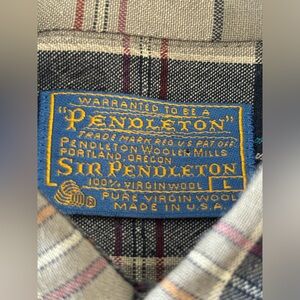 WARRANTED TO BE A
"PENDLETON"
TRADE MARK REG. U.S. PAT. OFF.
PENDLETON WOOLEN MILLS
PORTLAND, OREGON
SIR PENDLETON
100% VIRGIN WOOL L
PURE VIRGIN WOOL
MADE IN U.S.A.